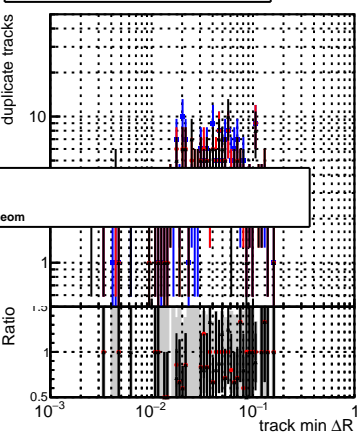 duplicate tracks
10
eom
1
Ratio
1.5
1
0.5
10⁻³ 10⁻² 10⁻¹ 1
track min ΔR